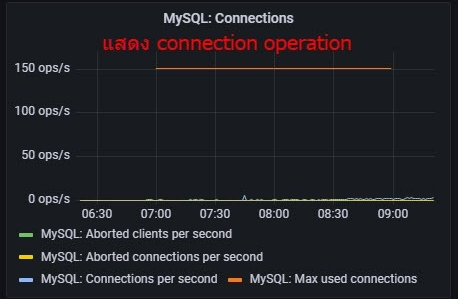 MySQL: Connections
แสดง connection operation
150 ops/s
100 ops/s
50 ops/s
0 ops/s
06:30 07:00 07:30 08:00 08:30 09:00
MySQL: Aborted clients per second
MySQL: Aborted connections per second
MySQL: Connections per second MySQL: Max used connections